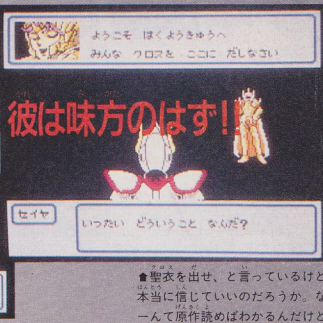 ようこそ はくようきゅうへ
みんな クロスを ここに だしなさい
彼は味方のはず!!
セイヤ
いったい どういうこと なんだ?
⬆聖衣を出せ、と言っているけど
本当に信じていいのだろうか。な
ーんて原作読めばわかるんだけど